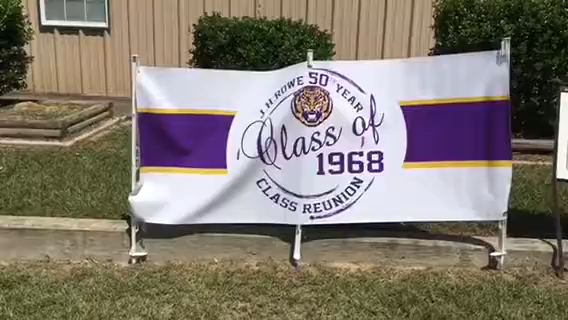 J.H. ROWE 50 YEAR
Class of
1968
CLASS REUNION